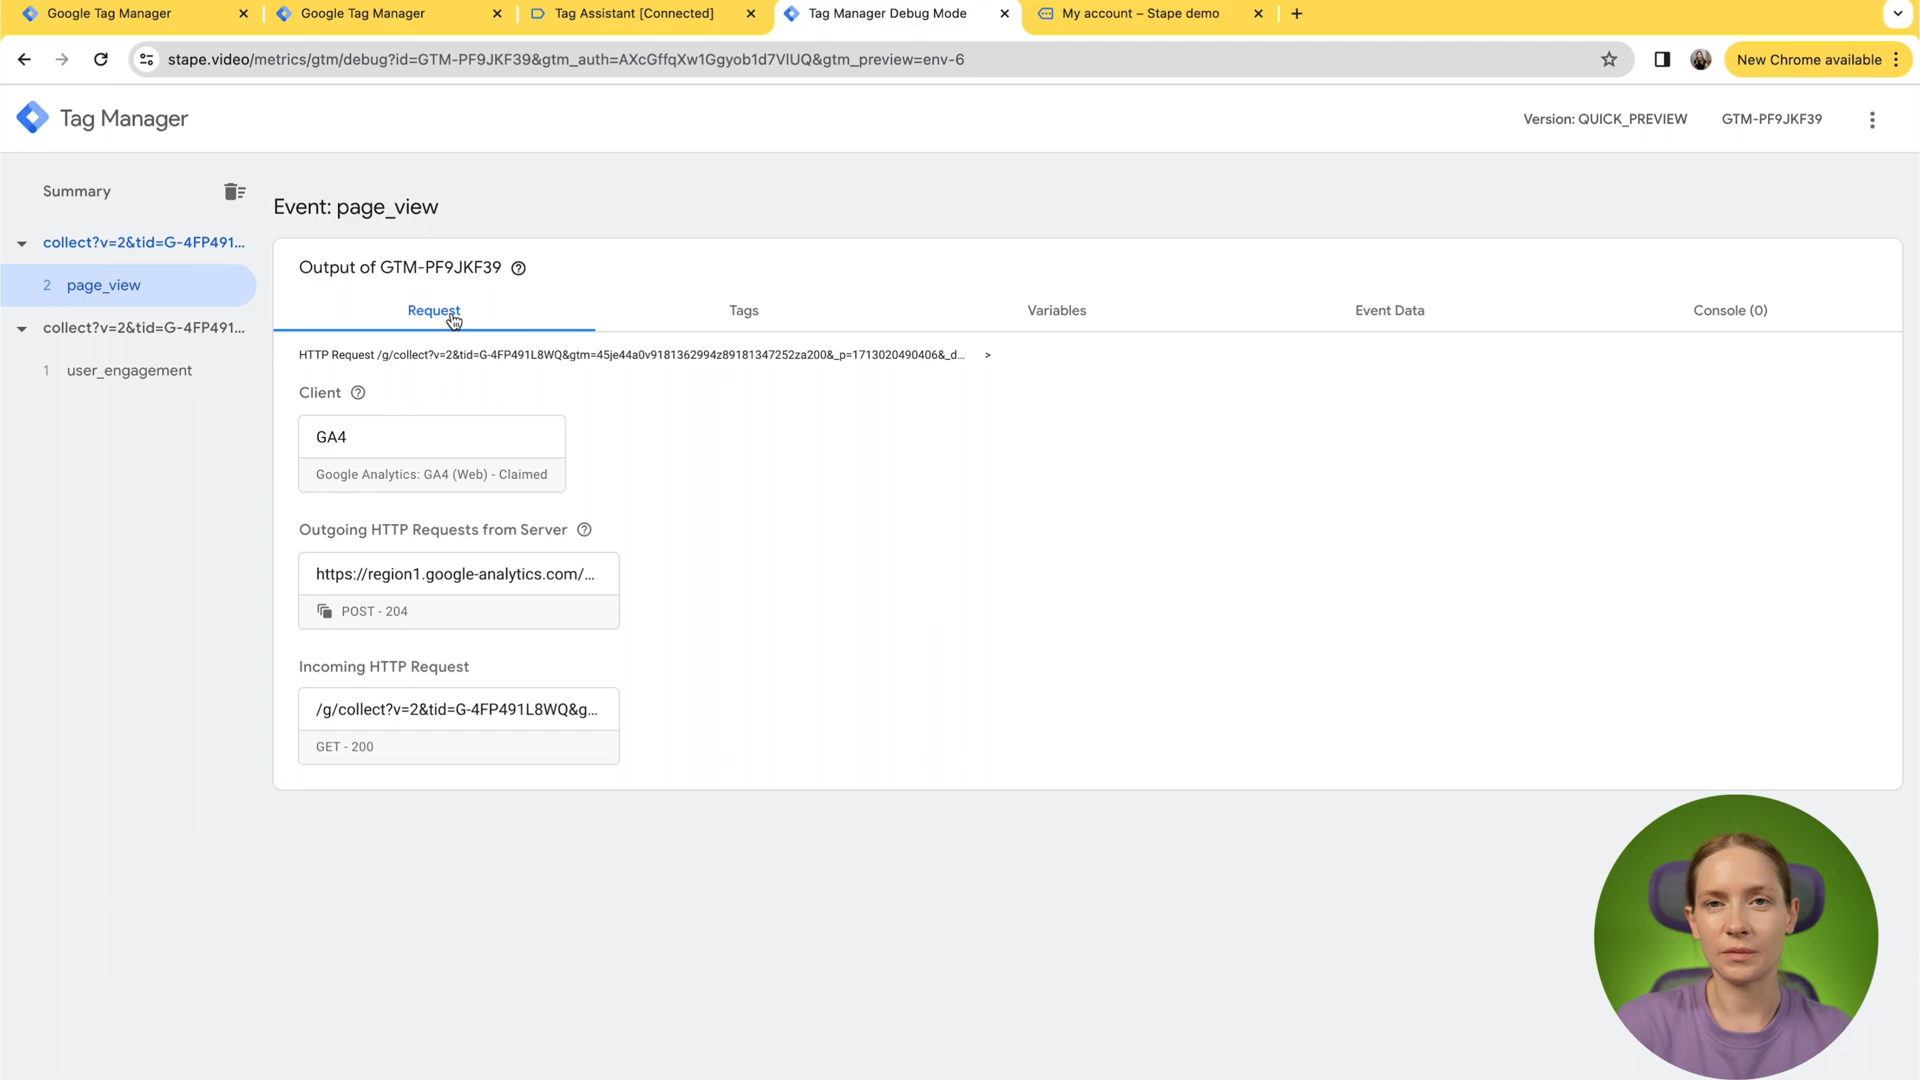 Google Tag Manager
Google Tag Manager
Tag Assistant [Connected]
Tag Manager Debug Mode
My account – Stape demo
stape.video/metrics/gtm/debug?id=GTM-PF9JKF39&gtm_auth=AXcGffqXw1Ggyob1d7VlUQ&gtm_preview=env-6
New Chrome available
Tag Manager
Version: QUICK_PREVIEW
GTM-PF9JKF39
Summary
collect?v=2&tid=G-4FP491...
2 page_view
collect?v=2&tid=G-4FP491...
1 user_engagement
Event: page_view
Output of GTM-PF9JKF39
Request
Tags
Variables
Event Data
Console (0)
HTTP Request /g/collect?v=2&tid=G-4FP491L8WQ&gtm=45je44a0v9181362994z89181347252za200&_p=1713020490406&_d... >
Client
GA4
Google Analytics: GA4 (Web) - Claimed
Outgoing HTTP Requests from Server
https://region1.google-analytics.com/...
POST - 204
Incoming HTTP Request
/g/collect?v=2&tid=G-4FP491L8WQ&g...
GET - 200